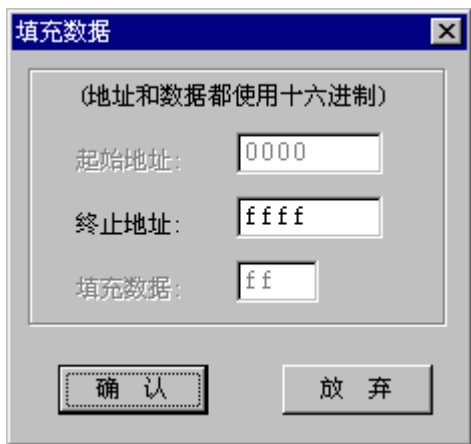 填充数据
(地址和数据都使用十六进制)
起始地址: 0000
终止地址: ffff
填充数据: ff
确 认 放 弃